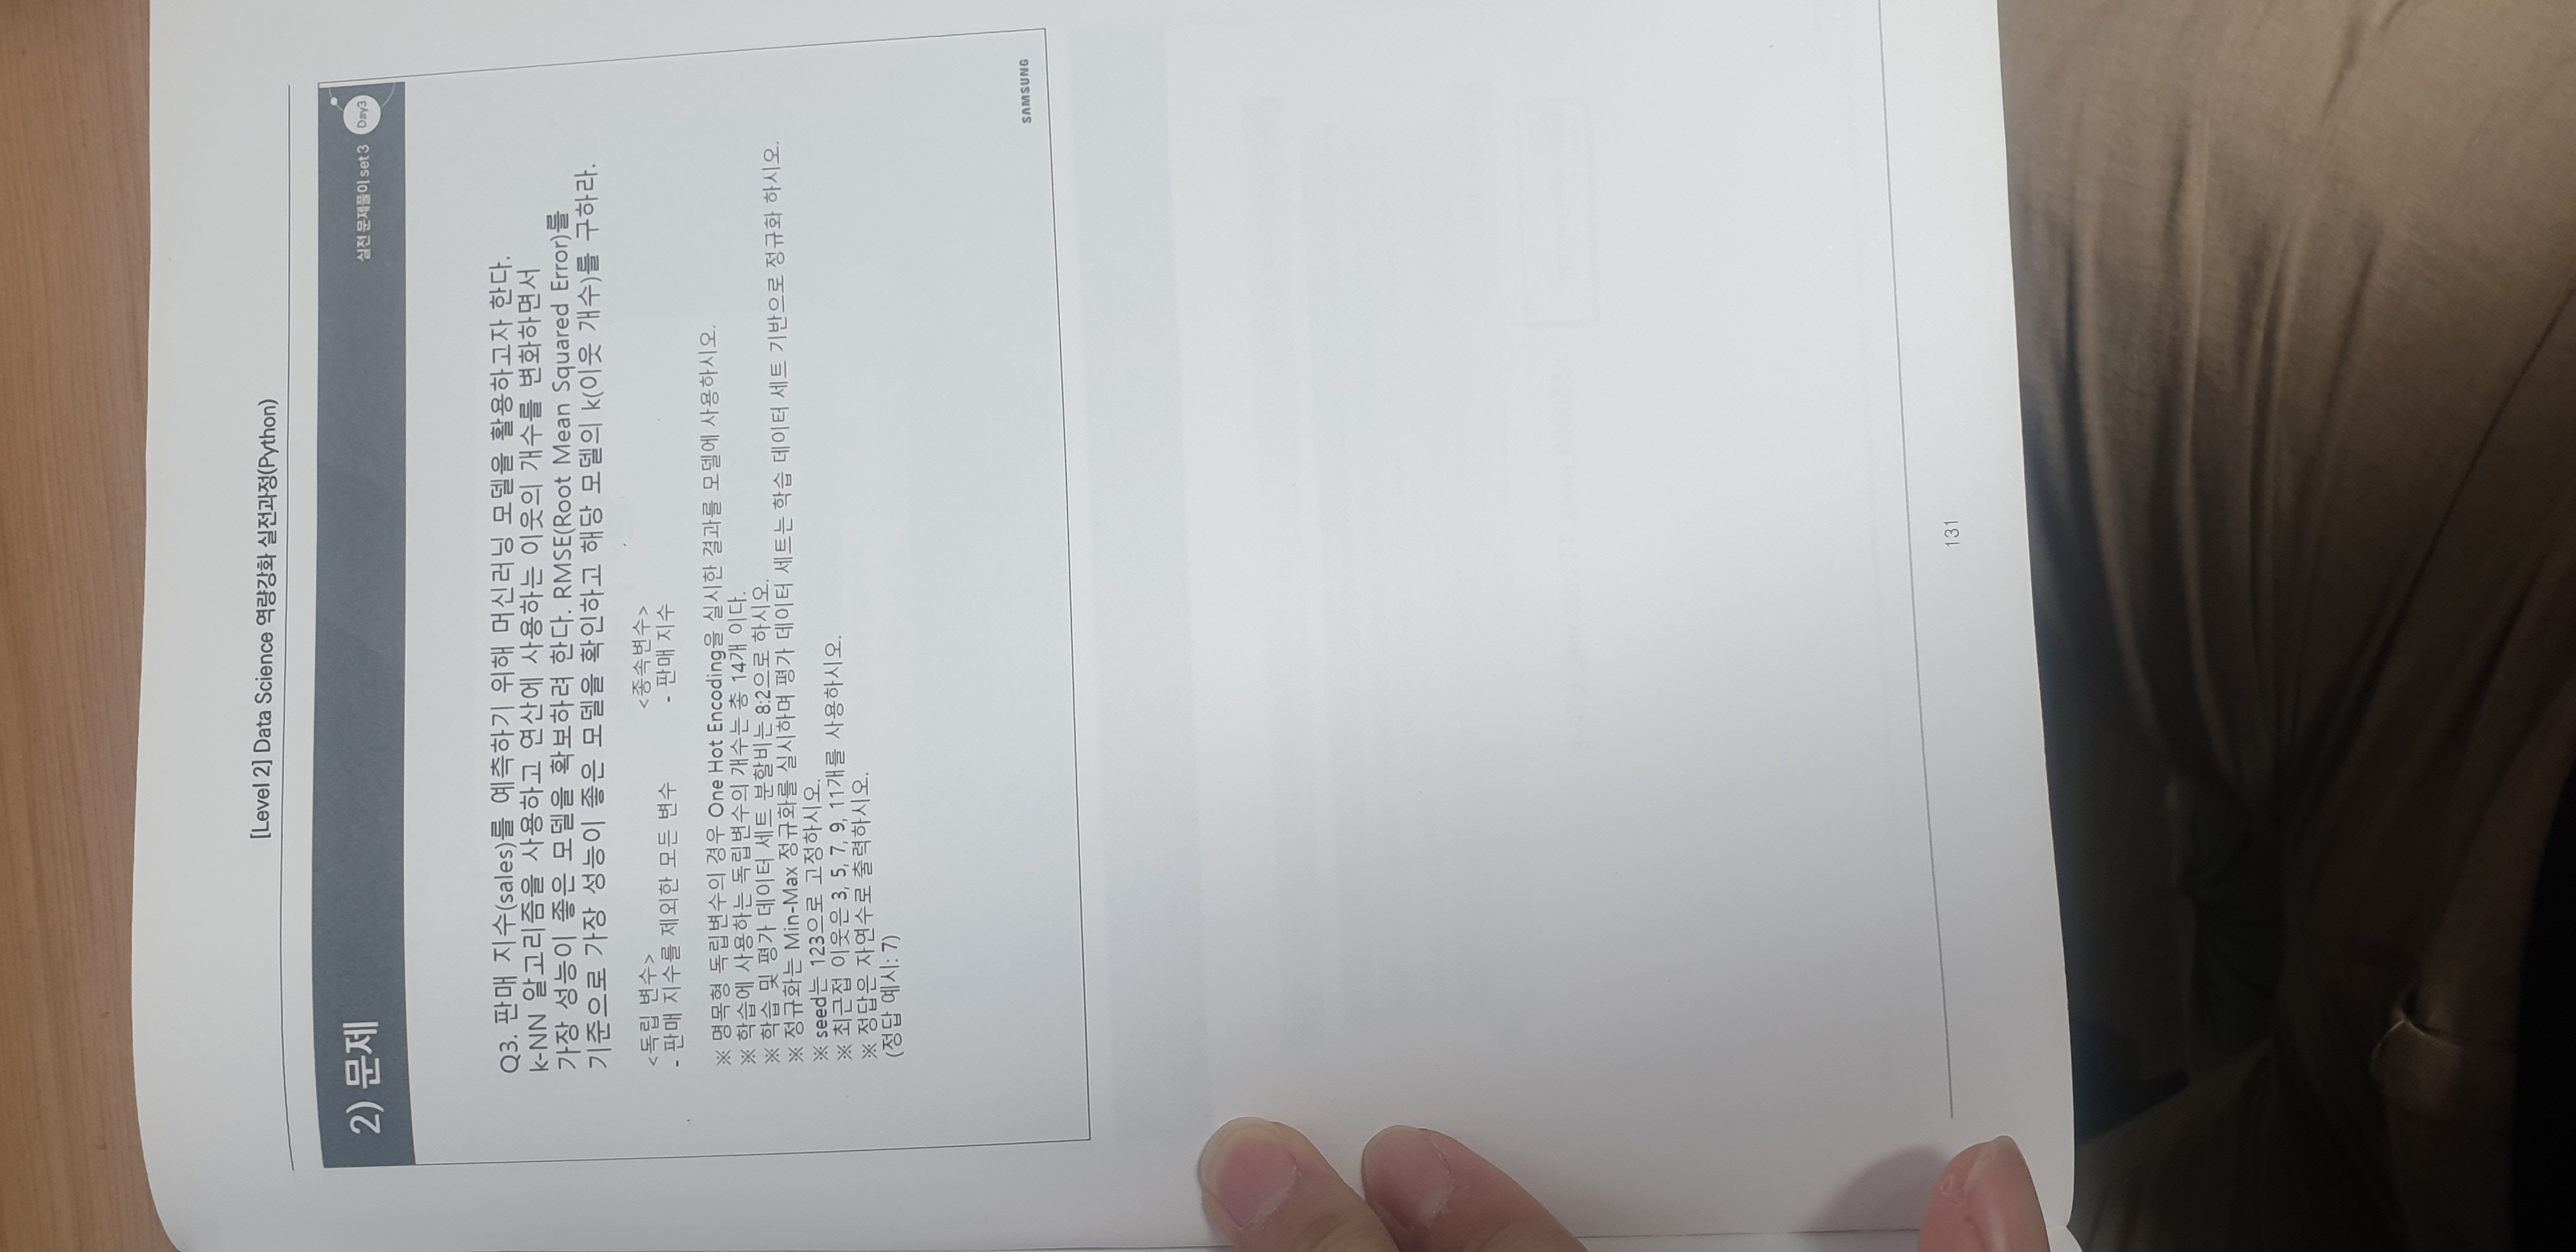 [Level 2] Data Science 역량강화 실전과정(Python)
2) 문제
실전 문제풀이 set 3
Day3
Q3. 판매 지수(sales)를 예측하기 위해 머신러닝 모델을 활용하고자 한다.
k-NN 알고리즘을 사용하고 연산에 사용하는 이웃의 개수를 변화하면서
가장 성능이 좋은 모델을 확보하려 한다. RMSE(Root Mean Squared Error)를
기준으로 가장 성능이 좋은 모델을 확인하고 해당 모델의 k(이웃 개수)를 구하라.
<독립 변수>
- 판매 지수를 제외한 모든 변수
<종속변수>
- 판매 지수
※ 명목형 독립변수의 경우 One Hot Encoding을 실시한 결과를 모델에 사용하시오.
※ 학습에 사용하는 독립변수의 개수는 총 14개 이다.
※ 학습 및 평가 데이터 세트 분할비는 8:2으로 하시오.
※ 정규화는 Min-Max 정규화를 실시하며 평가 데이터 세트는 학습 데이터 세트 기반으로 정규화 하시오.
※ seed는 123으로 고정하시오.
※ 최근접 이웃은 3, 5, 7, 9, 11개를 사용하시오.
※ 정답은 자연수로 출력하시오.
(정답 예시: 7)
SAMSUNG
131